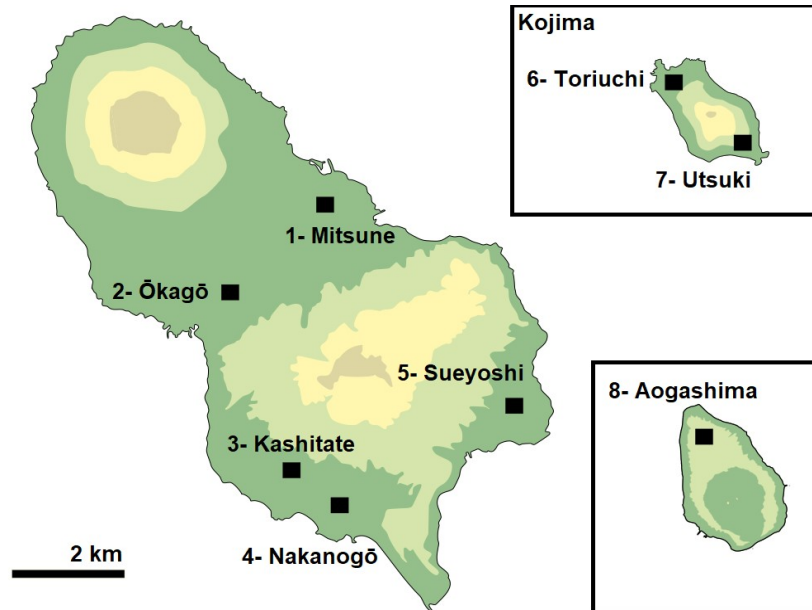 Kojima
6- Toriuchi
7- Utsuki
1- Mitsune
2- Ōkagō
5- Sueyoshi
3- Kashitate
4- Nakanogō
8- Aogashima
2 km